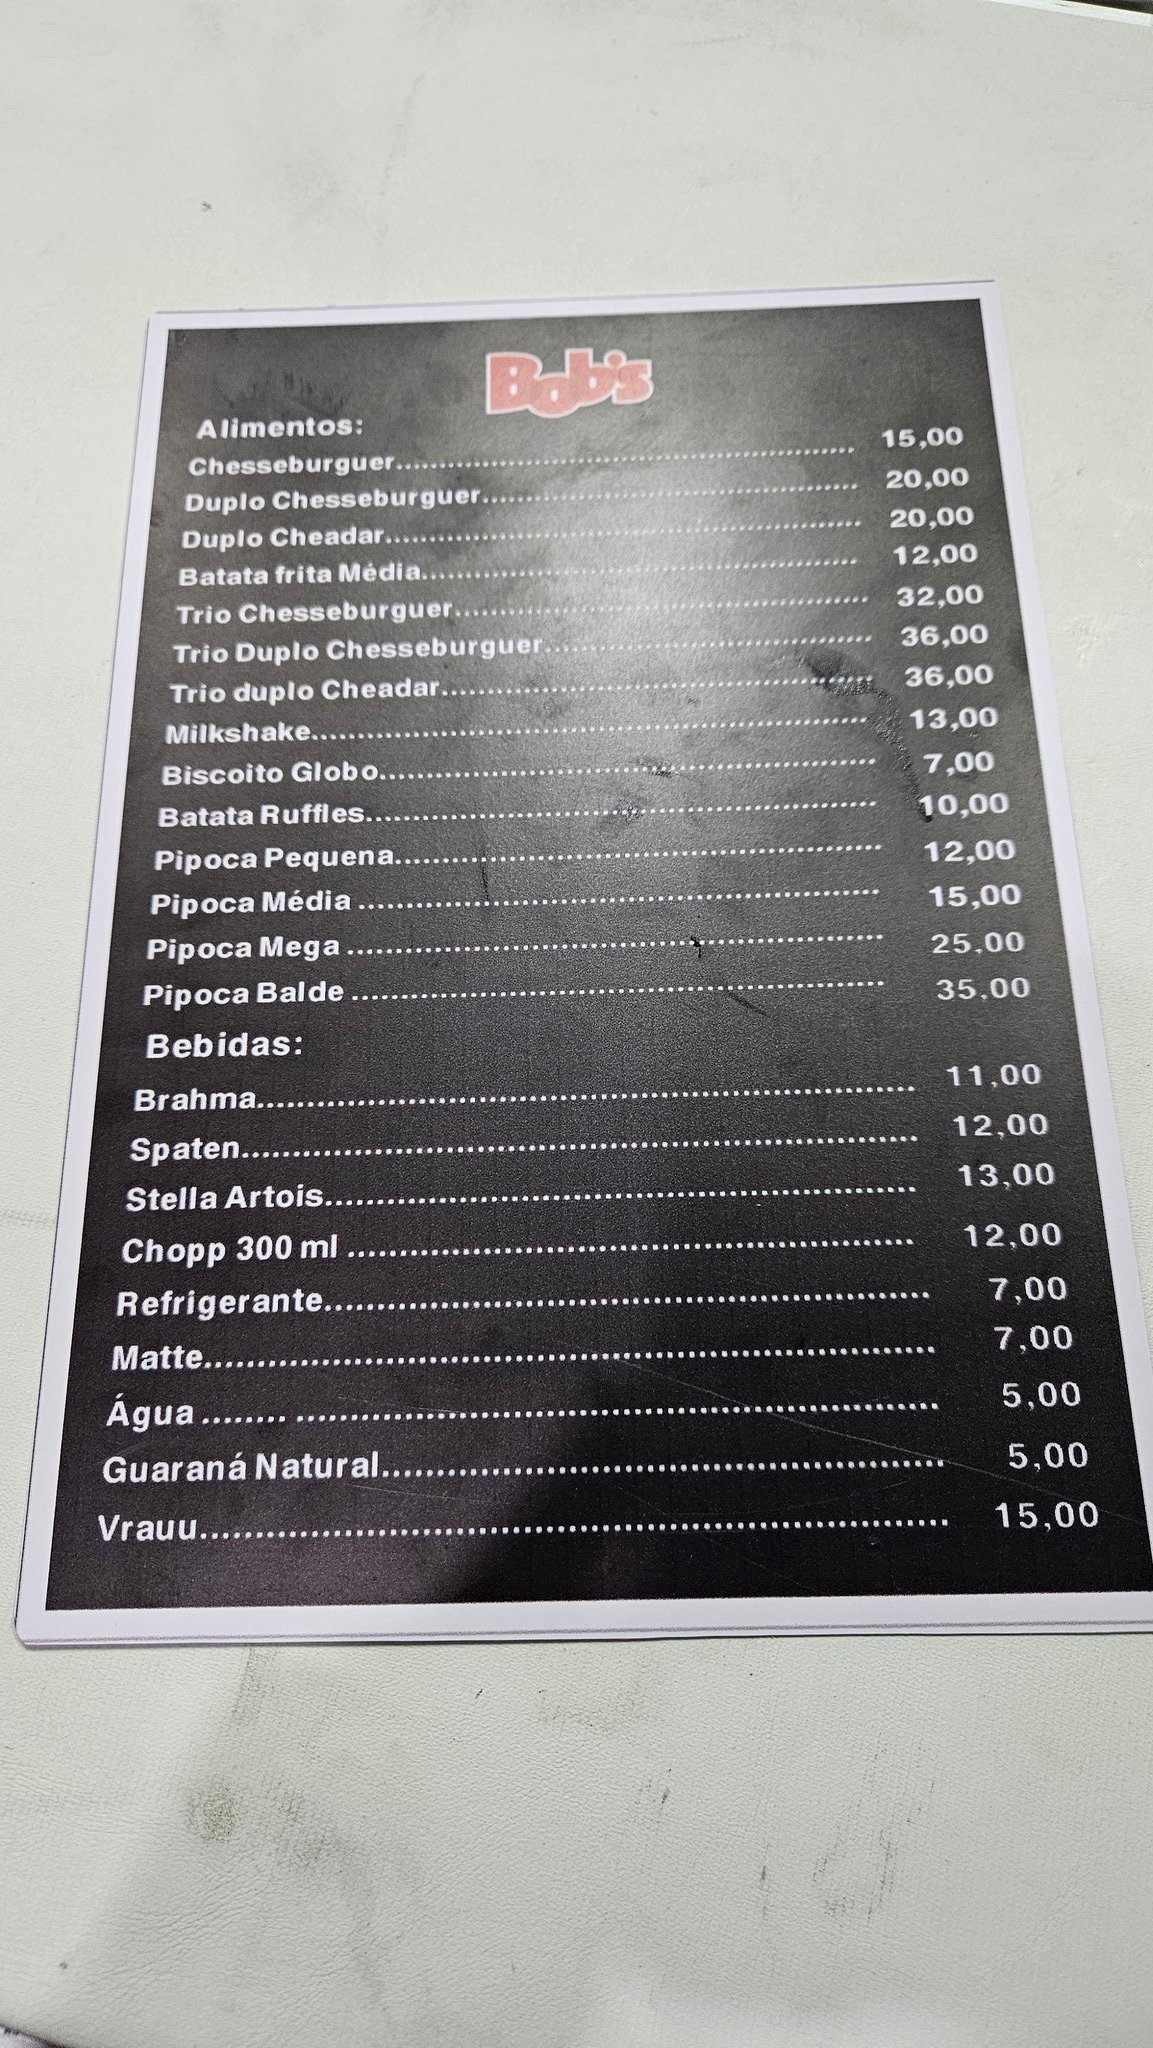 Bob's
Alimentos:
Chesseburguer.......................................................... 15,00
Duplo Chesseburguer................................................ 20,00
Duplo Cheadar........................................................... 20,00
Batata frita Média...................................................... 12,00
Trio Chesseburguer.................................................... 32,00
Trio Duplo Chesseburguer.......................................... 36,00
Trio duplo Cheadar..................................................... 36,00
Milkshake.................................................................. 13,00
Biscoito Globo........................................................... 7,00
Batata Ruffles............................................................ 10,00
Pipoca Pequena......................................................... 12,00
Pipoca Média ............................................................ 15,00
Pipoca Mega ............................................................. 25,00
Pipoca Balde ............................................................. 35,00
Bebidas:
Brahma...................................................................... 11,00
Spaten....................................................................... 12,00
Stella Artois............................................................... 13,00
Chopp 300 ml ............................................................ 12,00
Refrigerante............................................................... 7,00
Matte......................................................................... 7,00
Água ........ ................................................................ 5,00
Guaraná Natural......................................................... 5,00
Vrauu......................................................................... 15,00